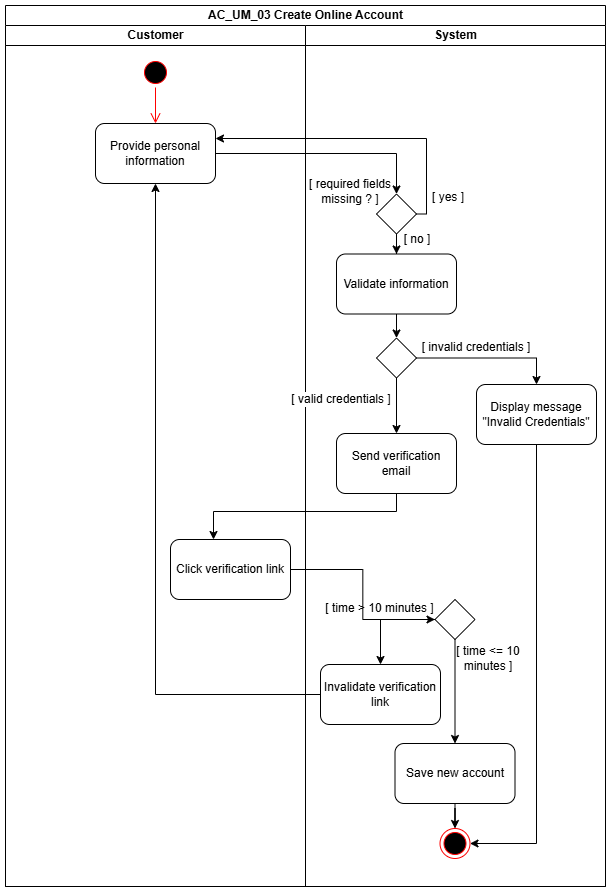 AC_UM_03 Create Online Account
Customer
System
Provide personal
information
[ required fields
missing ? ]
[ yes ]
[ no ]
Validate information
[ invalid credentials ]
[ valid credentials ]
Display message
"Invalid Credentials"
Send verification
email
Click verification link
[ time > 10 minutes ]
[ time <= 10
minutes ]
Invalidate verification
link
Save new account